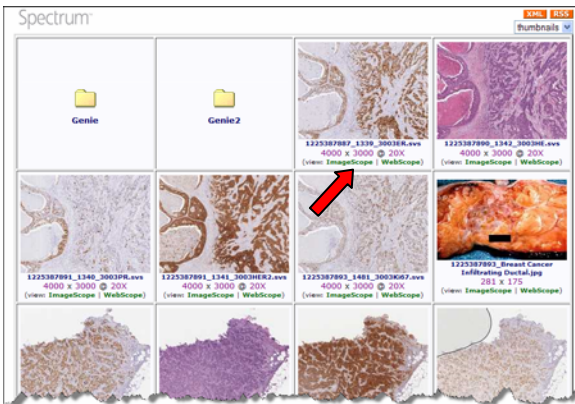 Spectrum™
XML RSS
thumbnails
Genie
Genie2
1225387887_1339_3003ER.svs
4000 x 3000 @ 20X
(view: ImageScope | WebScope)
1225387890_1342_3003HE.svs
4000 x 3000 @ 20X
(view: ImageScope | WebScope)
1225387891_1340_3003PR.svs
4000 x 3000 @ 20X
(view: ImageScope | WebScope)
1225387891_1341_3003HER2.svs
4000 x 3000 @ 20X
(view: ImageScope | WebScope)
1225387893_1481_3003Ki67.svs
4000 x 3000 @ 20X
(view: ImageScope | WebScope)
1225387893_Breast Cancer
Infiltrating Ductal.jpg
281 x 175
(view: ImageScope | WebScope)